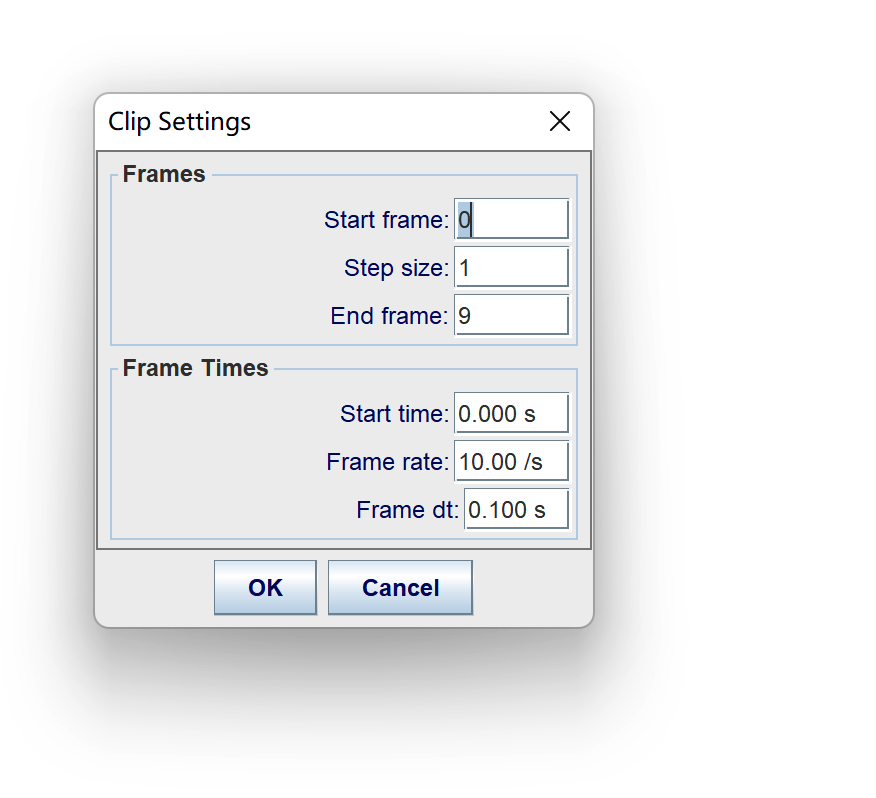 Clip Settings
Frames
Start frame: 0
Step size: 1
End frame: 9
Frame Times
Start time: 0.000 s
Frame rate: 10.00 /s
Frame dt: 0.100 s
OK Cancel